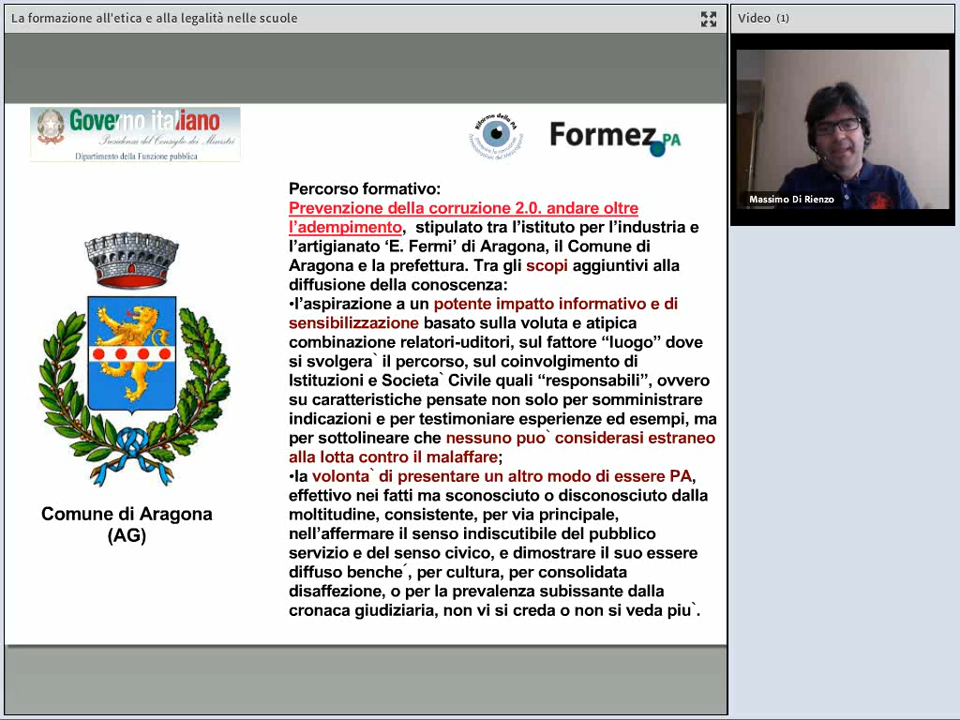 La formazione all'etica e alla legalità nelle scuole
Video (1)
Governo italiano
Presidenza del Consiglio dei Ministri
Dipartimento della Funzione pubblica
Riforme della PA
Formez PA
Massimo Di Rienzo
Percorso formativo:
Prevenzione della corruzione 2.0. andare oltre
l'adempimento, stipulato tra l'istituto per l'industria e
l'artigianato ‘E. Fermi’ di Aragona, il Comune di
Aragona e la prefettura. Tra gli scopi aggiuntivi alla
diffusione della conoscenza:
•l'aspirazione a un potente impatto informativo e di
sensibilizzazione basato sulla voluta e atipica
combinazione relatori-uditori, sul fattore “luogo” dove
si svolgera` il percorso, sul coinvolgimento di
Istituzioni e Societa` Civile quali “responsabili”, ovvero
su caratteristiche pensate non solo per somministrare
indicazioni e per testimoniare esperienze ed esempi, ma
per sottolineare che nessuno puo` considerasi estraneo
alla lotta contro il malaffare;
•la volonta` di presentare un altro modo di essere PA,
effettivo nei fatti ma sconosciuto o disconosciuto dalla
moltitudine, consistente, per via principale,
nell'affermare il senso indiscutibile del pubblico
servizio e del senso civico, e dimostrare il suo essere
diffuso benche´, per cultura, per consolidata
disaffezione, o per la prevalenza subissante dalla
cronaca giudiziaria, non vi si creda o non si veda piu`.
Comune di Aragona
(AG)